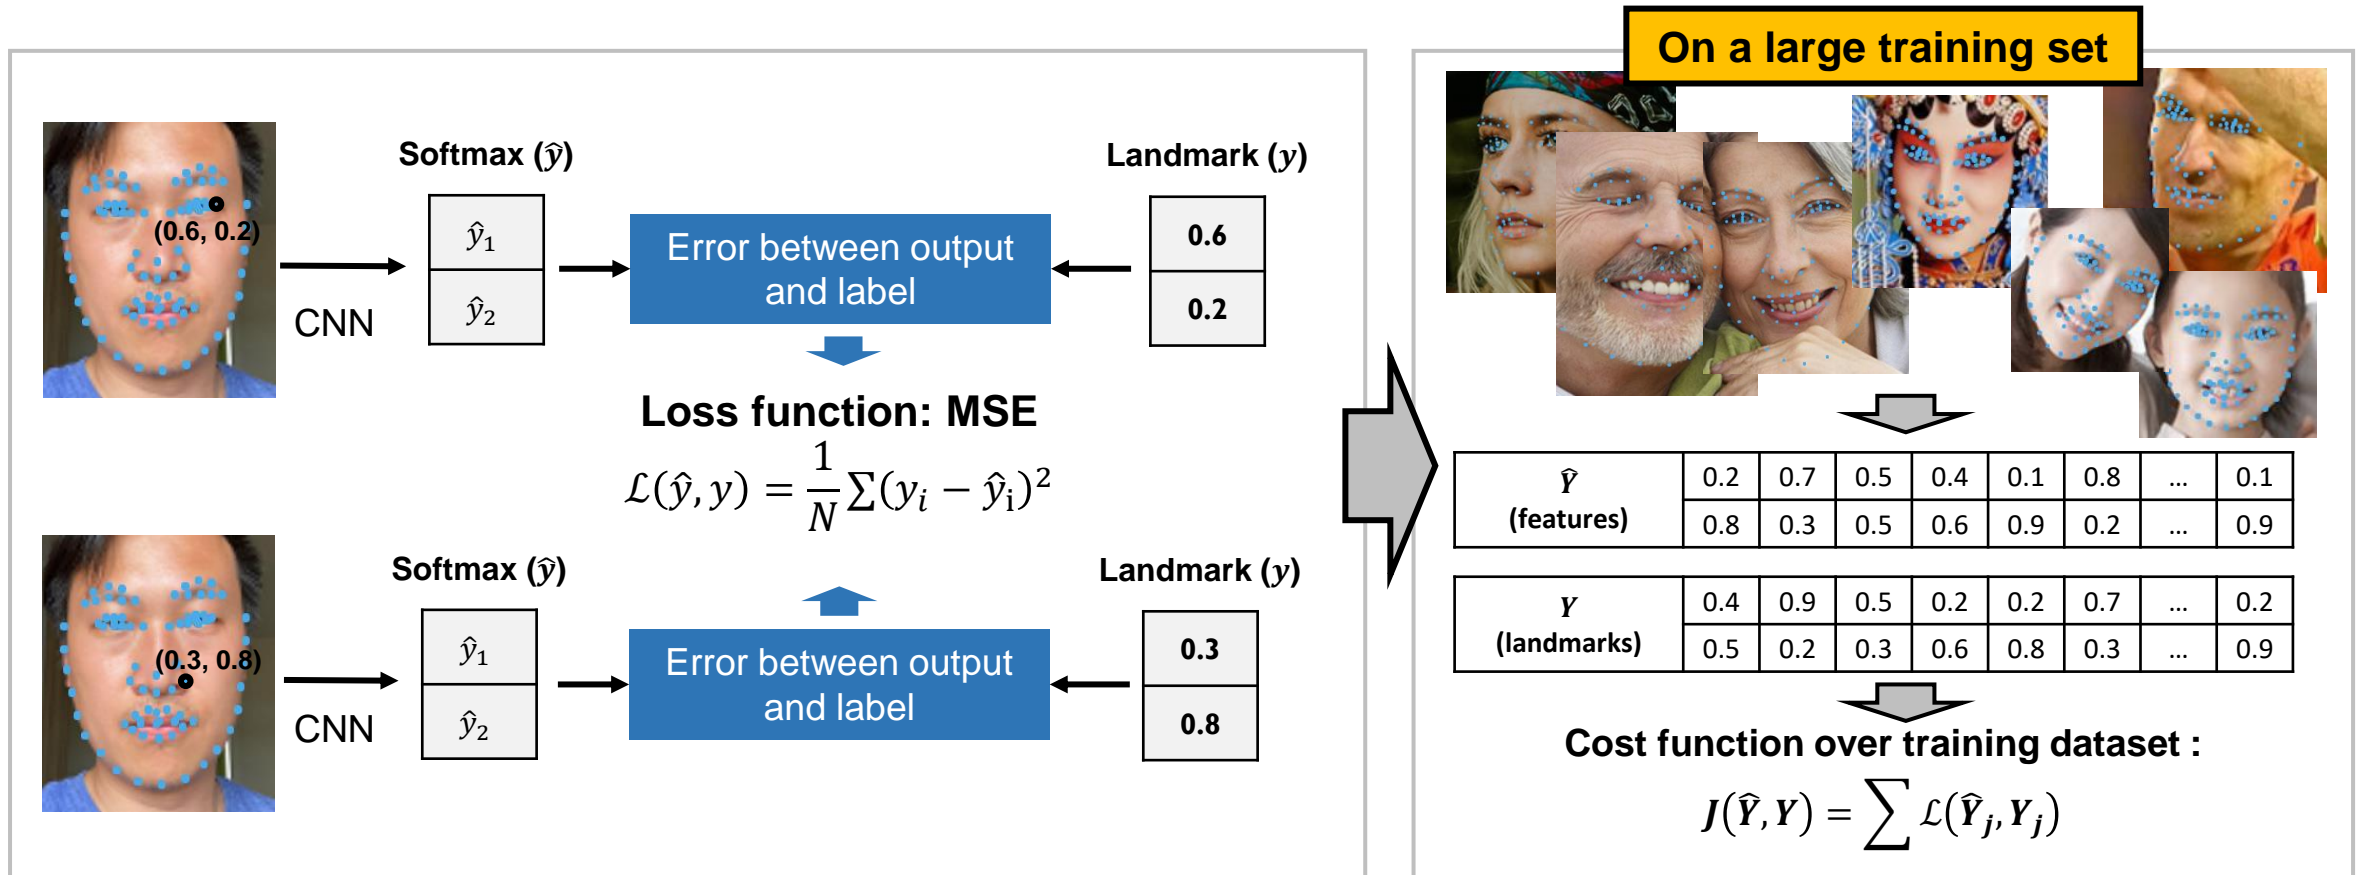 On a large training set
Softmax (ŷ)
Landmark (y)
(0.6, 0.2)
CNN
ŷ₁
ŷ₂
Error between output
and label
0.6
0.2
Loss function: MSE
ℒ(ŷ, y) = 1/N ∑(yᵢ − ŷᵢ)²
Softmax (ŷ)
Landmark (y)
(0.3, 0.8)
CNN
ŷ₁
ŷ₂
Error between output
and label
0.3
0.8
Ŷ
(features)
0.2 0.7 0.5 0.4 0.1 0.8 ... 0.1
0.8 0.3 0.5 0.6 0.9 0.2 ... 0.9
Y
(landmarks)
0.4 0.9 0.5 0.2 0.2 0.7 ... 0.2
0.5 0.2 0.3 0.6 0.8 0.3 ... 0.9
Cost function over training dataset :
J(Ŷ, Y) = ∑ ℒ(Ŷⱼ, Yⱼ)